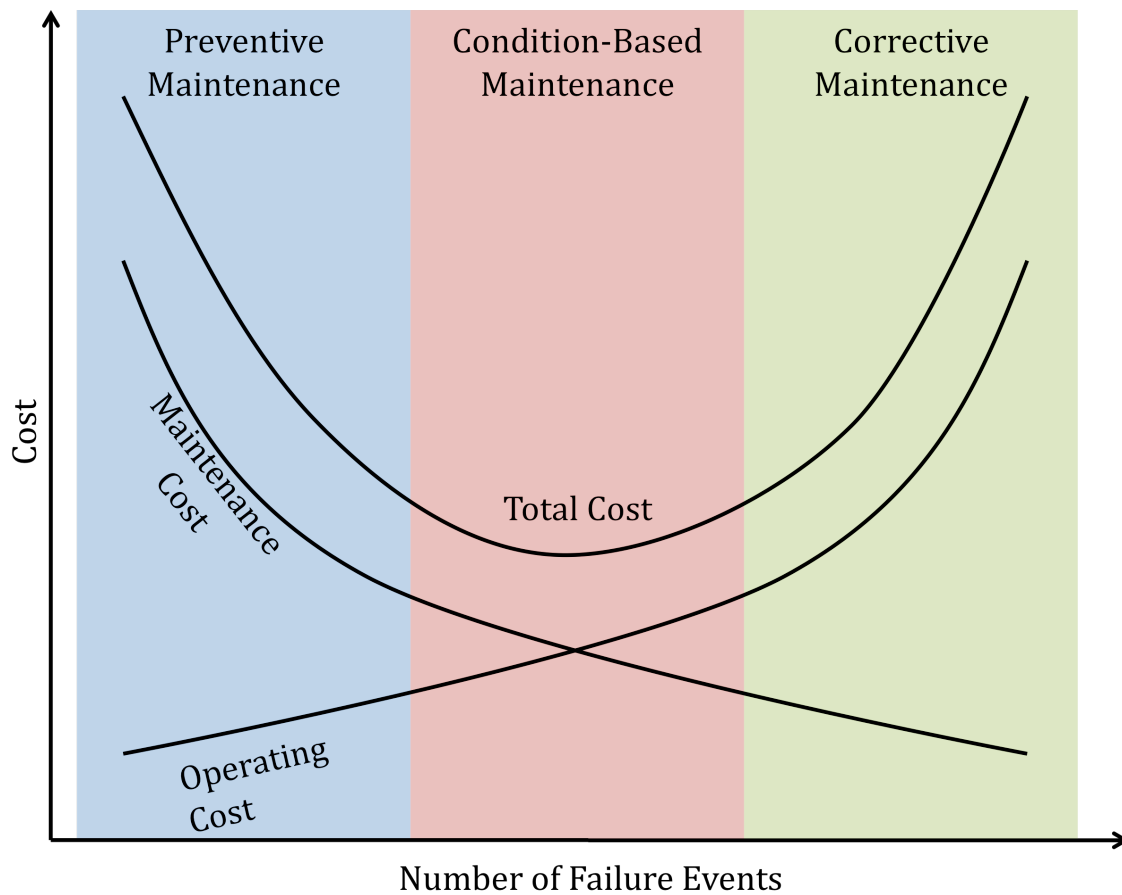 Preventive
Maintenance
Condition-Based
Maintenance
Corrective
Maintenance
Cost
Maintenance
Cost
Total Cost
Operating
Cost
Number of Failure Events